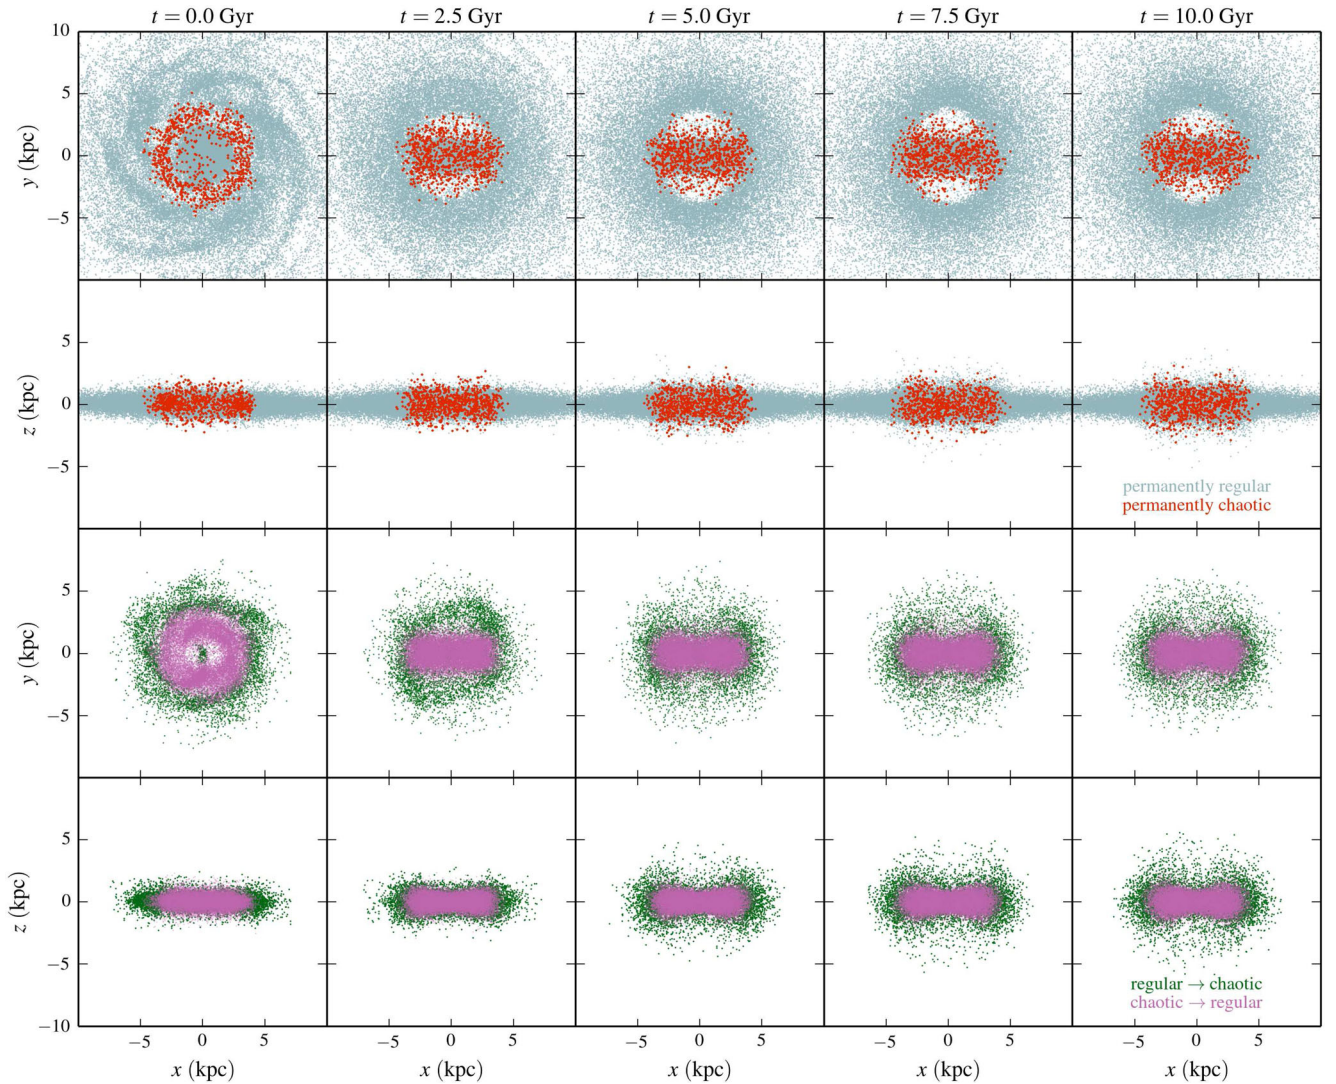 t = 0.0 Gyr t = 2.5 Gyr t = 5.0 Gyr t = 7.5 Gyr t = 10.0 Gyr
10
5
y (kpc)
0
−5
5
z (kpc)
0
−5
permanently regular
permanently chaotic
5
y (kpc)
0
−5
5
z (kpc)
0
−5
regular → chaotic
chaotic → regular
−10
−5 0 5 −5 0 5 −5 0 5 −5 0 5 −5 0 5
x (kpc) x (kpc) x (kpc) x (kpc) x (kpc)